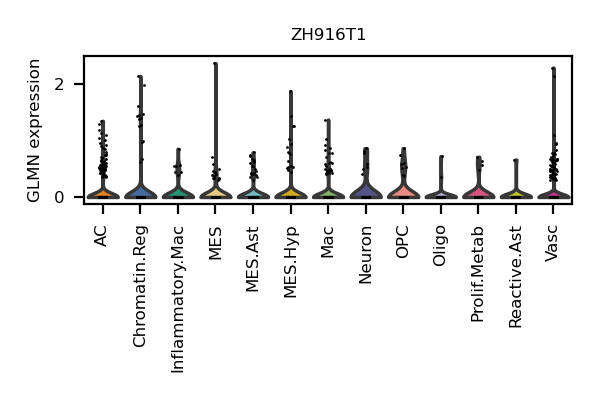 ZH916T1
GLMN expression
2
0
AC
Chromatin.Reg
Inflammatory.Mac
MES
MES.Ast
MES.Hyp
Mac
Neuron
OPC
Oligo
Prolif.Metab
Reactive.Ast
Vasc